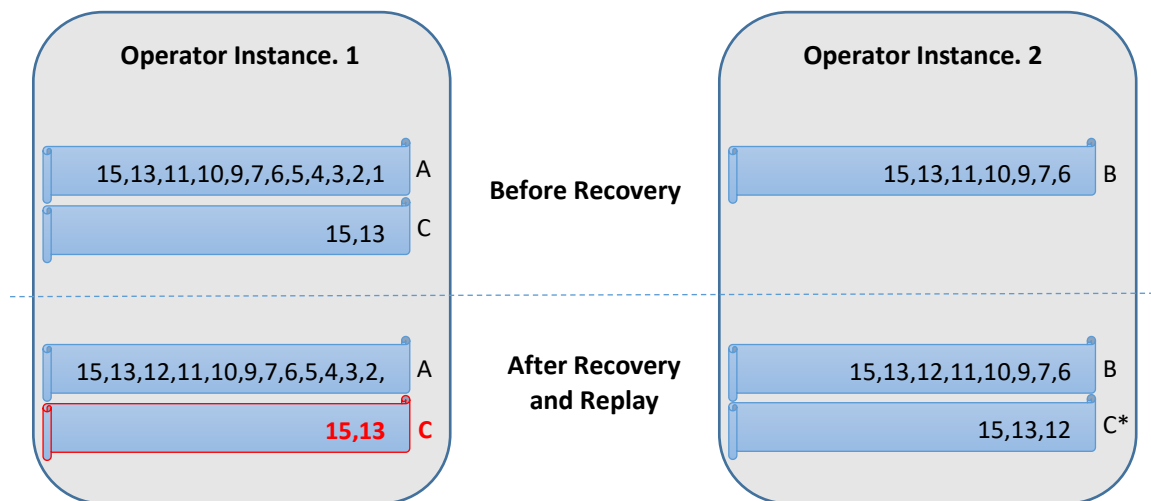 Operator Instance. 1
Operator Instance. 2
15,13,11,10,9,7,6,5,4,3,2,1
A
15,13
C
Before Recovery
15,13,11,10,9,7,6
B
15,13,12,11,10,9,7,6,5,4,3,2,
A
15,13
C
After Recovery
and Replay
15,13,12,11,10,9,7,6
B
15,13,12
C*